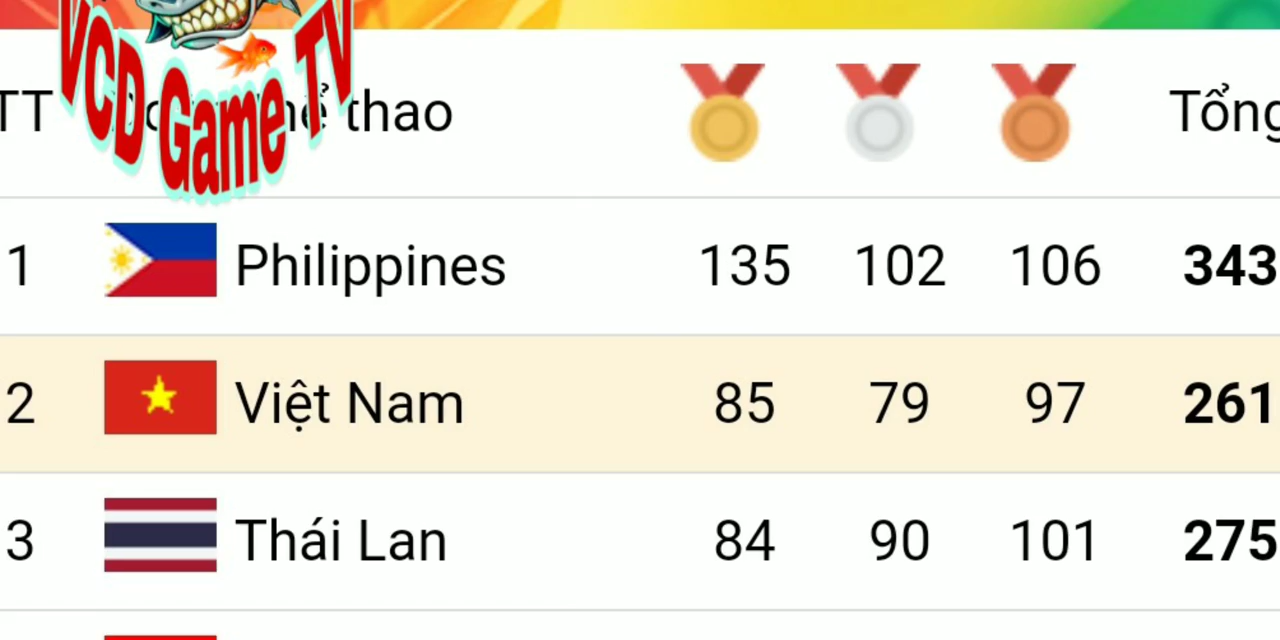 VCD Game TV
TT thao Tổng
1 Philippines 135 102 106 343
2 Việt Nam 85 79 97 261
3 Thái Lan 84 90 101 275